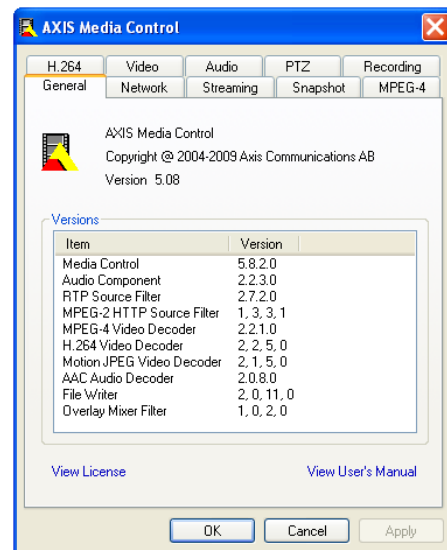 AXIS Media Control
H.264 Video Audio PTZ Recording
General Network Streaming Snapshot MPEG-4
AXIS Media Control
Copyright @ 2004-2009 Axis Communications AB
Version 5.08
Versions
Item Version
Media Control 5.8.2.0
Audio Component 2.2.3.0
RTP Source Filter 2.7.2.0
MPEG-2 HTTP Source Filter 1, 3, 3, 1
MPEG-4 Video Decoder 2.2.1.0
H.264 Video Decoder 2, 2, 5, 0
Motion JPEG Video Decoder 2, 1, 5, 0
AAC Audio Decoder 2.0.8.0
File Writer 2, 0, 11, 0
Overlay Mixer Filter 1, 0, 2, 0
View License View User's Manual
OK Cancel Apply